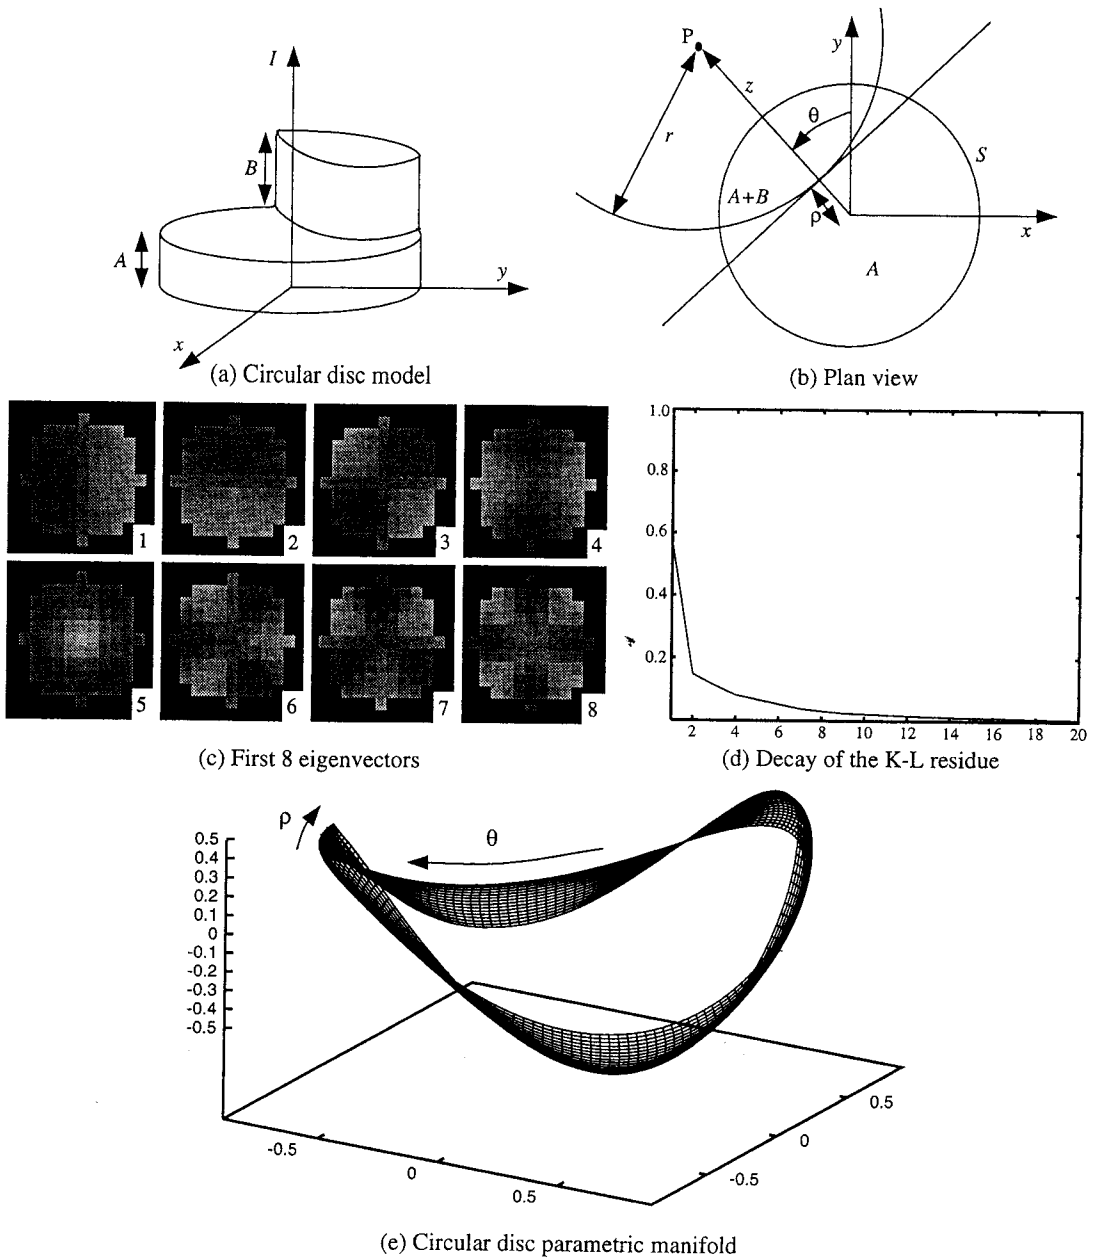 I
B
A
y
x
(a) Circular disc model
P
y
z
θ
r
S
A+B
ρ
x
A
(b) Plan view
1
2
3
4
5
6
7
8
(c) First 8 eigenvectors
1.0
0.8
0.6
0.4
0.2
2 4 6 8 10 12 14 16 18 20
(d) Decay of the K-L residue
ρ
θ
0.5
0.4
0.3
0.2
0.1
0
-0.1
-0.2
-0.3
-0.4
-0.5
-0.5
0
0.5
-0.5
0
0.5
(e) Circular disc parametric manifold